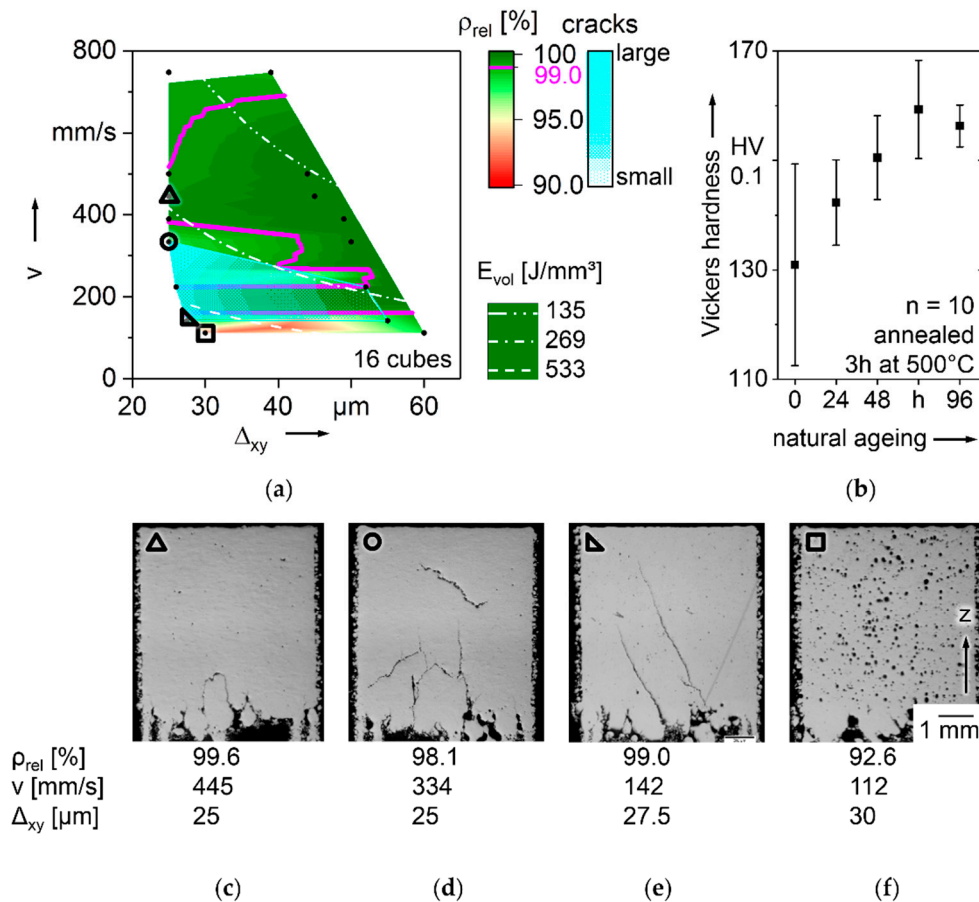 ρrel [%] cracks
800
mm/s
400
200
0
v
20 30 40 µm 60
Δxy
16 cubes
100
99.0
95.0
90.0
large
small
Evol [J/mm³]
135
269
533
(a)
170
HV
0.1
130
110
Vickers hardness
n = 10
annealed
3h at 500°C
0 24 48 h 96
natural ageing
(b)
z
1 mm
ρrel [%] 99.6 98.1 99.0 92.6
v [mm/s] 445 334 142 112
Δxy [µm] 25 25 27.5 30
(c) (d) (e) (f)